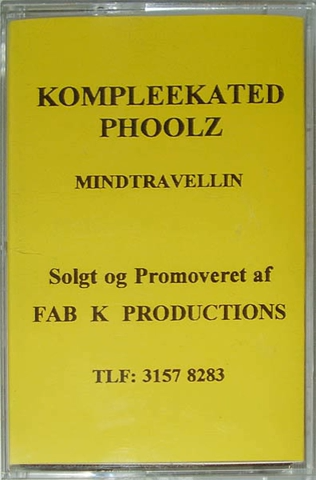 KOMPLEEKATED
PHOOLZ
MINDTRAVELLIN
Solgt og Promoveret af
FAB K PRODUCTIONS
TLF: 3157 8283